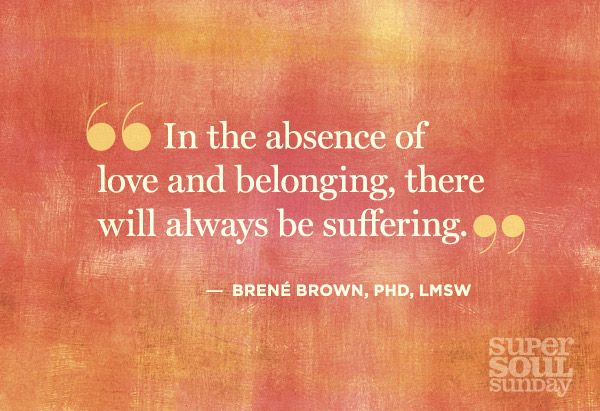 “ In the absence of
love and belonging, there
will always be suffering. ”
— BRENÉ BROWN, PHD, LMSW
SUPER
SOUL
SUNDAY